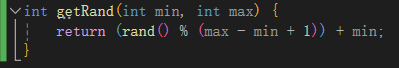 int getRand(int min, int max) {
    return (rand() % (max - min + 1)) + min;
}